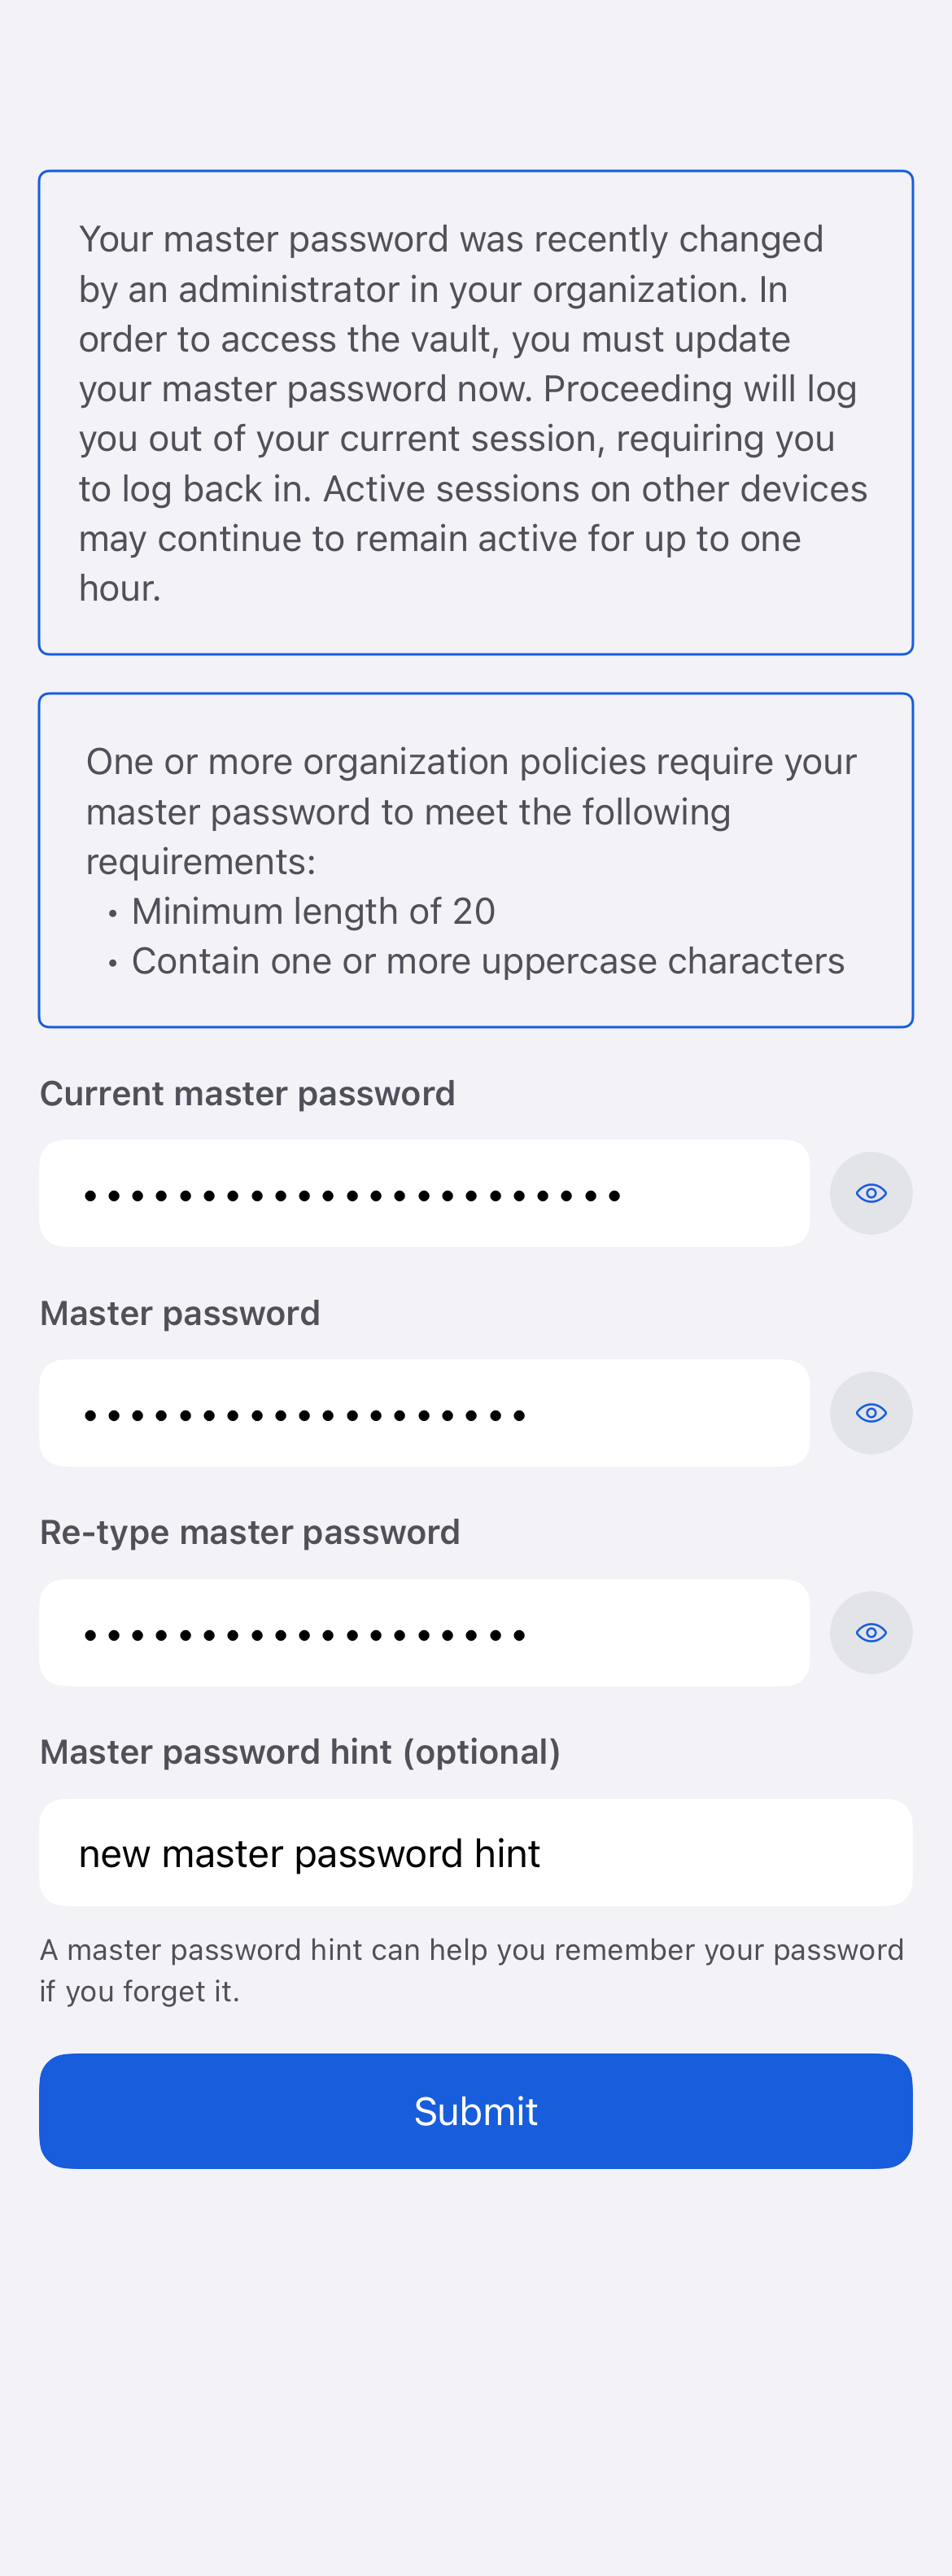 Your master password was recently changed
by an administrator in your organization. In
order to access the vault, you must update
your master password now. Proceeding will log
you out of your current session, requiring you
to log back in. Active sessions on other devices
may continue to remain active for up to one
hour.
One or more organization policies require your
master password to meet the following
requirements:
• Minimum length of 20
• Contain one or more uppercase characters
Current master password
•••••••••••••••••••••••
Master password
•••••••••••••••••••
Re-type master password
•••••••••••••••••••
Master password hint (optional)
new master password hint
A master password hint can help you remember your password
if you forget it.
Submit